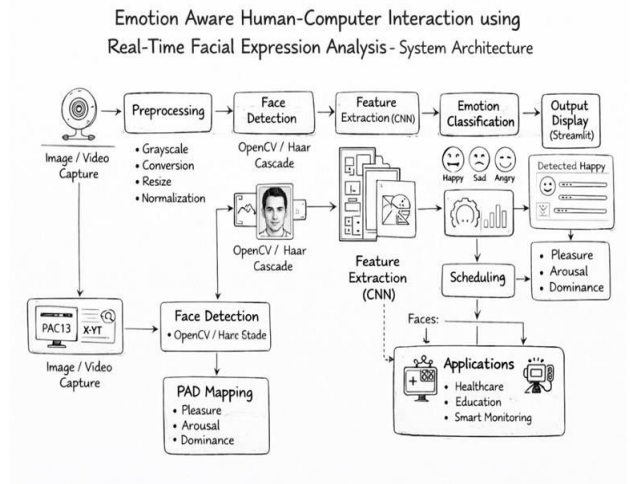 Emotion Aware Human-Computer Interaction using
Real-Time Facial Expression Analysis - System Architecture
Image / Video
Capture
Preprocessing
• Grayscale
• Conversion
• Resize
• Normalization
Face
Detection
OpenCV / Haar
Cascade
Feature
Extraction (CNN)
Emotion
Classification
Output
Display
(Streamlit)
Happy Sad Angry
Detected Happy
OpenCV / Haar
Cascade
Feature
Extraction
(CNN)
Scheduling
• Pleasure
• Arousal
• Dominance
PAC13
X-YT
Image / Video
Capture
Face Detection
• OpenCV / Harc Stade
PAD Mapping
• Pleasure
• Arousal
• Dominance
Faces:
Applications
• Healthcare
• Education
• Smart Monitoring